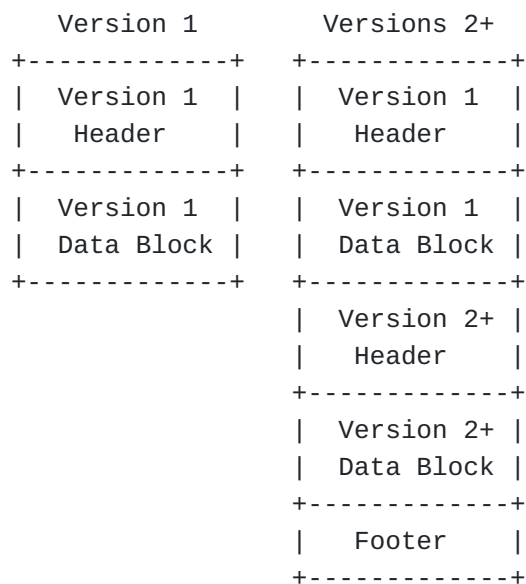 Version 1 Versions 2+
+-------------+ +-------------+
| Version 1 | | Version 1 |
| Header | | Header |
+-------------+ +-------------+
| Version 1 | | Version 1 |
| Data Block | | Data Block |
+-------------+ +-------------+
| Version 2+ |
| Header |
+-------------+
| Version 2+ |
| Data Block |
+-------------+
| Footer |
+-------------+